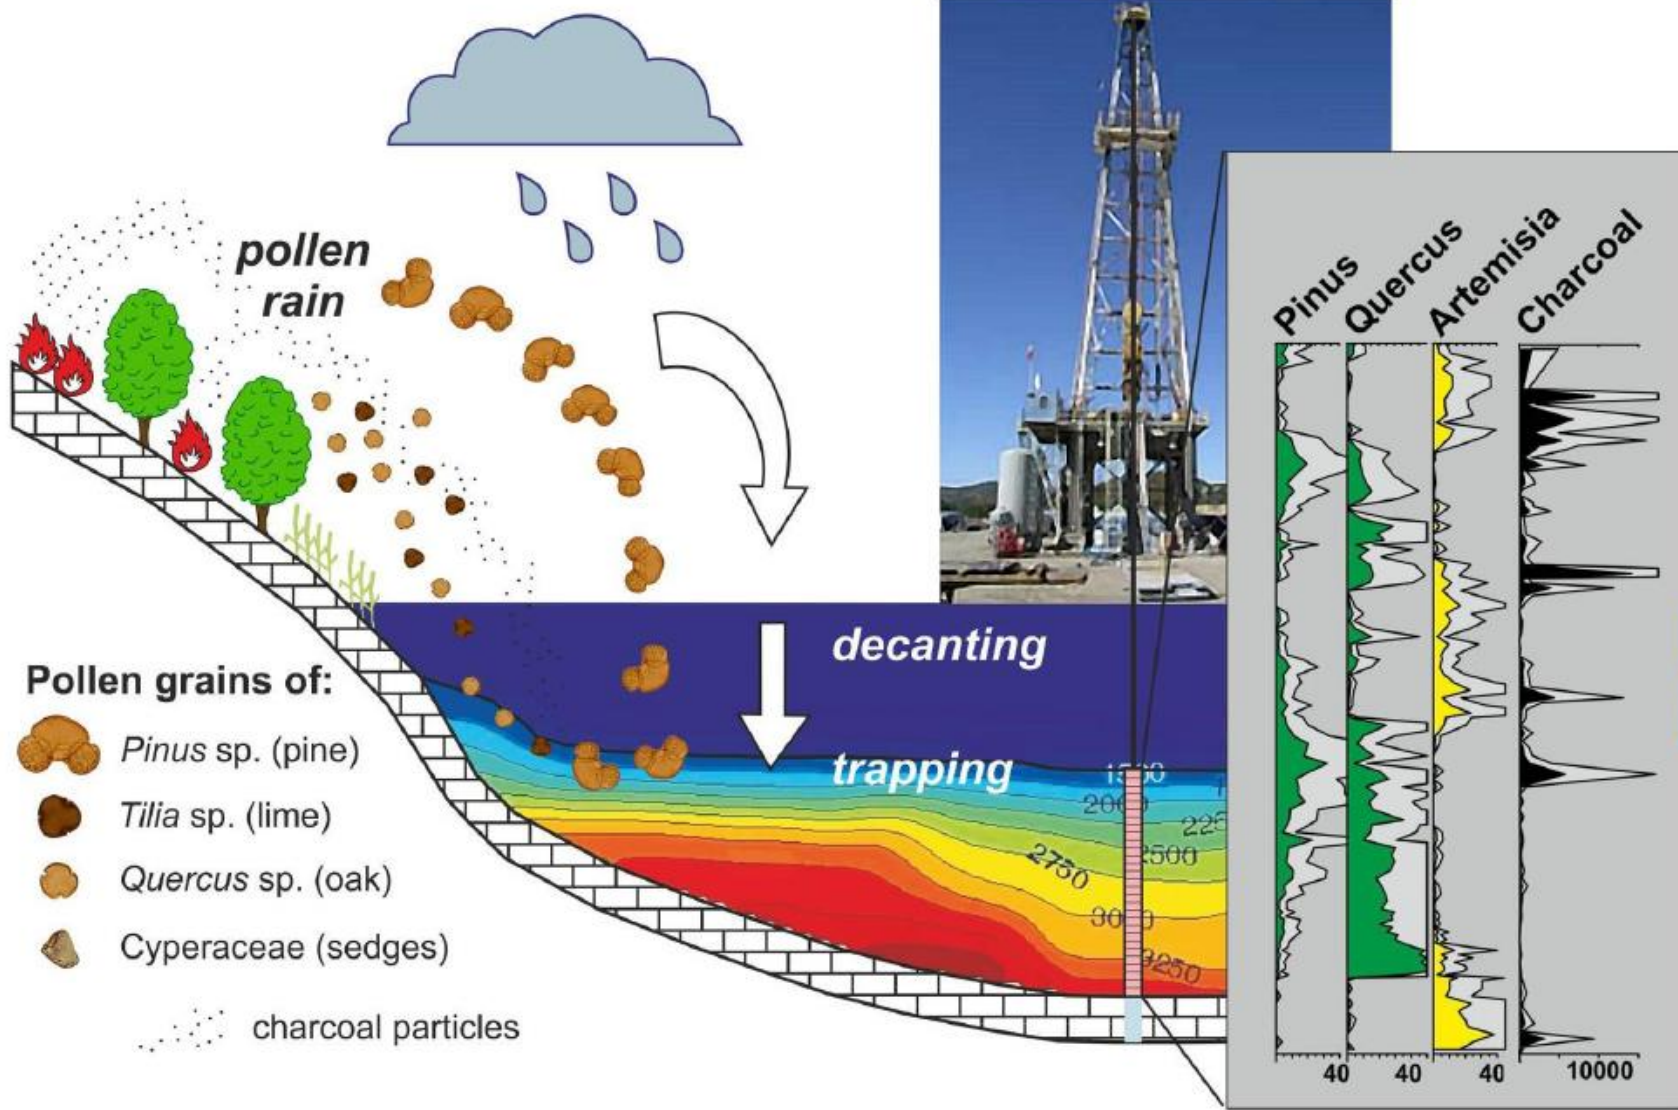 pollen
rain
decanting
trapping
Pollen grains of:
Pinus sp. (pine)
Tilia sp. (lime)
Quercus sp. (oak)
Cyperaceae (sedges)
charcoal particles
2000
2500
2750
3000
3250
Pinus
Quercus
Artemisia
Charcoal
40
40
40
10000